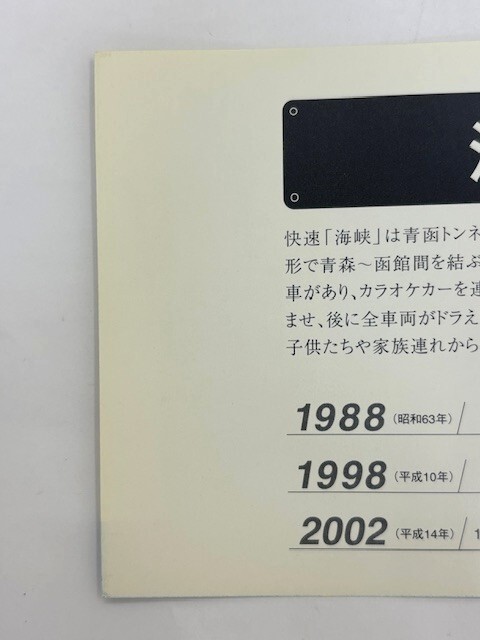 快速「海峡」は青函トンネ
形で青森～函館間を結ぶ
車があり、カラオケカーを連
ませ、後に全車両がドラえ
子供たちや家族連れから
1988（昭和63年）/
1998（平成10年）/
2002（平成14年）/ 1